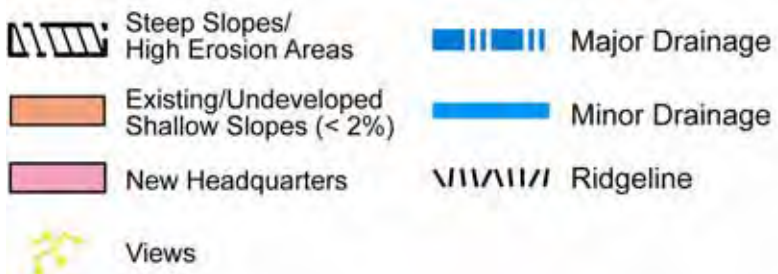 Steep Slopes/
High Erosion Areas
Existing/Undeveloped
Shallow Slopes (< 2%)
New Headquarters
Views
Major Drainage
Minor Drainage
Ridgeline